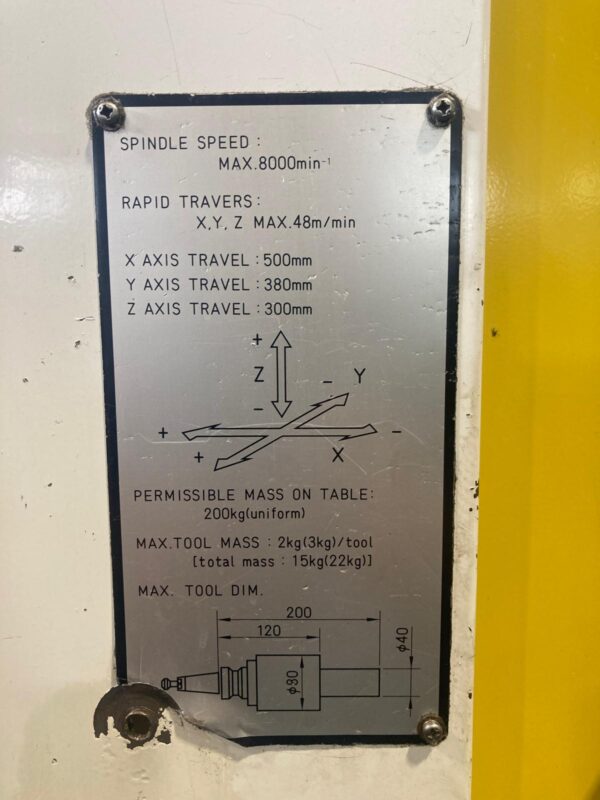 SPINDLE SPEED :
MAX.8000min⁻¹
RAPID TRAVERS:
X,Y, Z MAX.48m/min
X AXIS TRAVEL : 500mm
Y AXIS TRAVEL : 380mm
Z AXIS TRAVEL : 300mm
+
Z
- Y
-
+ -
+ X
PERMISSIBLE MASS ON TABLE:
200kg(uniform)
MAX.TOOL MASS : 2kg(3kg)/tool
[total mass : 15kg(22kg)]
MAX. TOOL DIM.
200
120
φ40
φ80